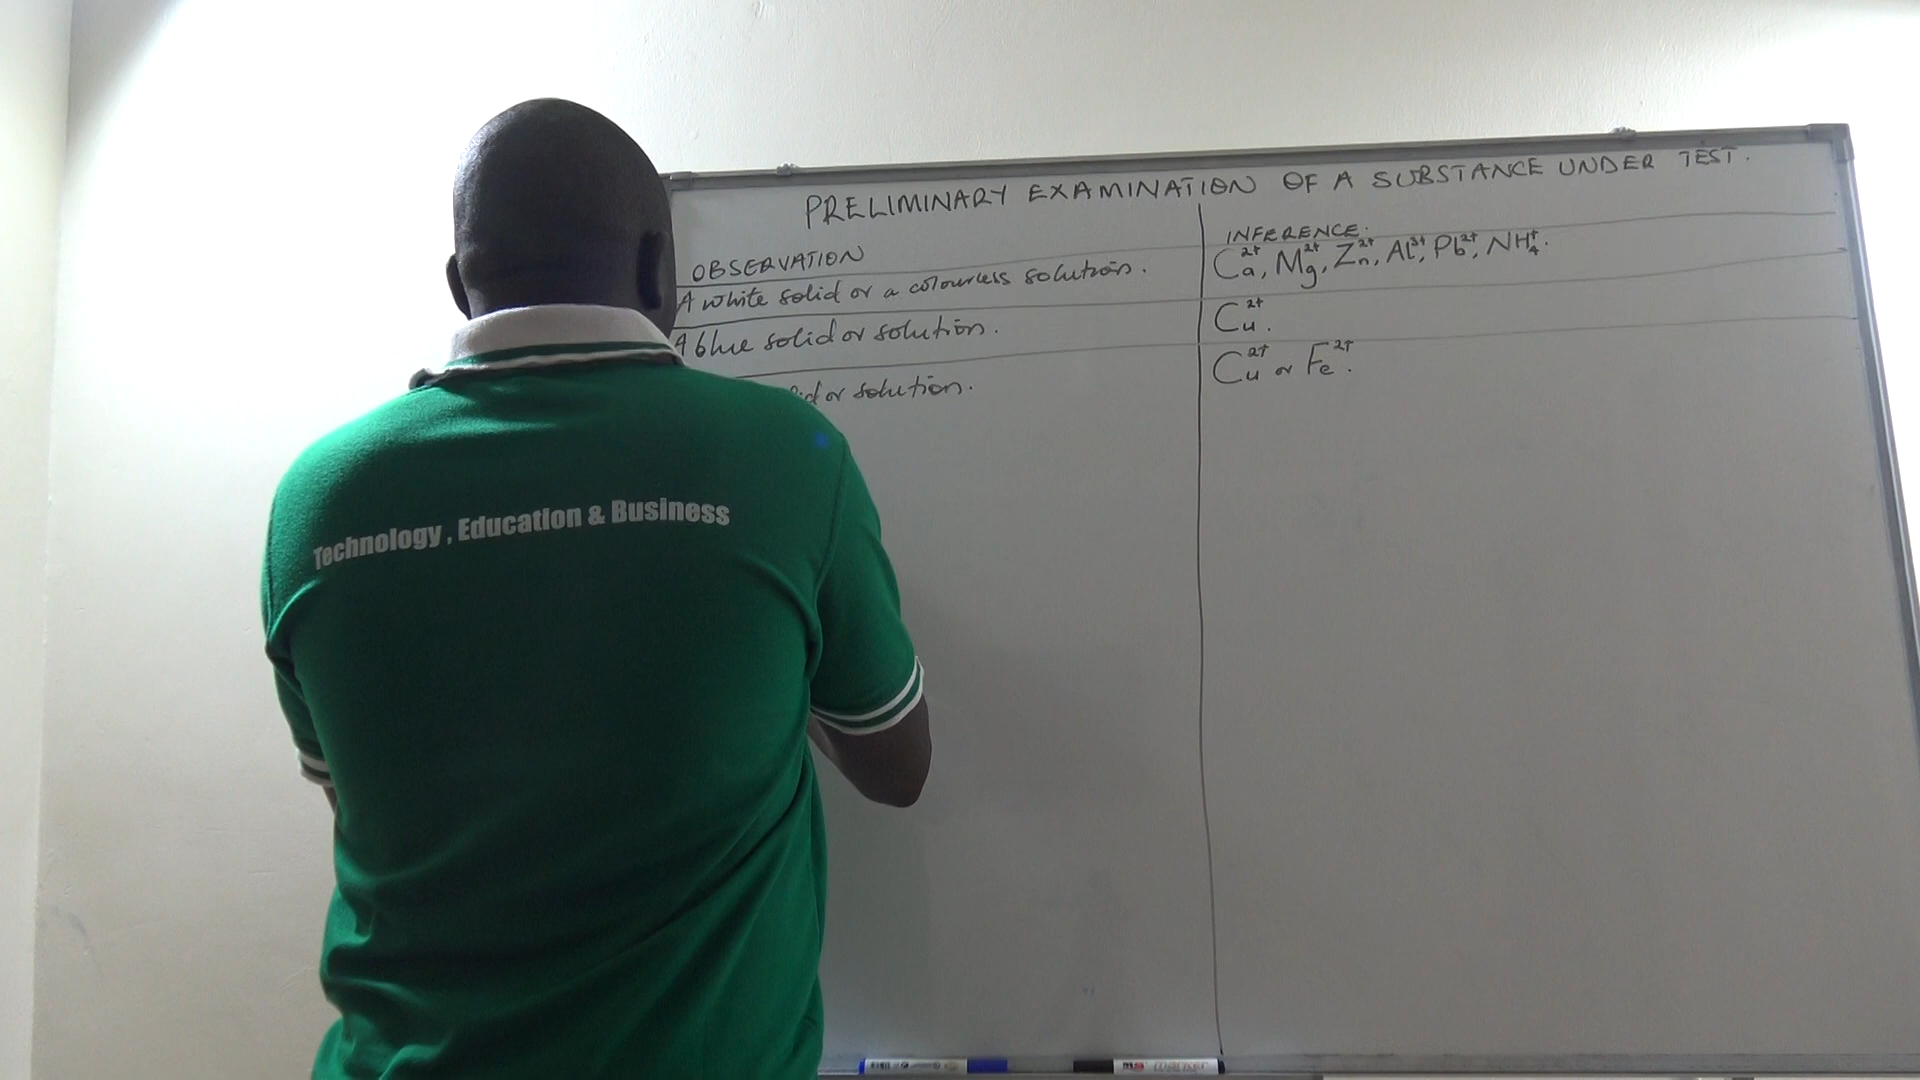 PRELIMINARY EXAMINATION OF A SUBSTANCE UNDER TEST.
OBSERVATION
INFERENCE.
A white solid or a colourless solution.
Ca²⁺, Mg²⁺, Zn²⁺, Al³⁺, Pb²⁺, NH₄⁺.
A blue solid or solution.
Cu²⁺.
or solution.
Cu²⁺ or Fe²⁺.
Technology, Education & Business
marker